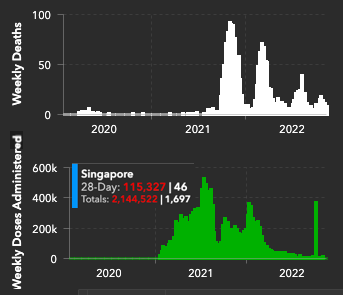 Weekly Deaths
100
50
0
2020 2021 2022
Weekly Doses Administered
600k
400k
200k
0
Singapore
28-Day: 115,327 | 46
Totals: 2,144,522 | 1,697
2020 2021 2022